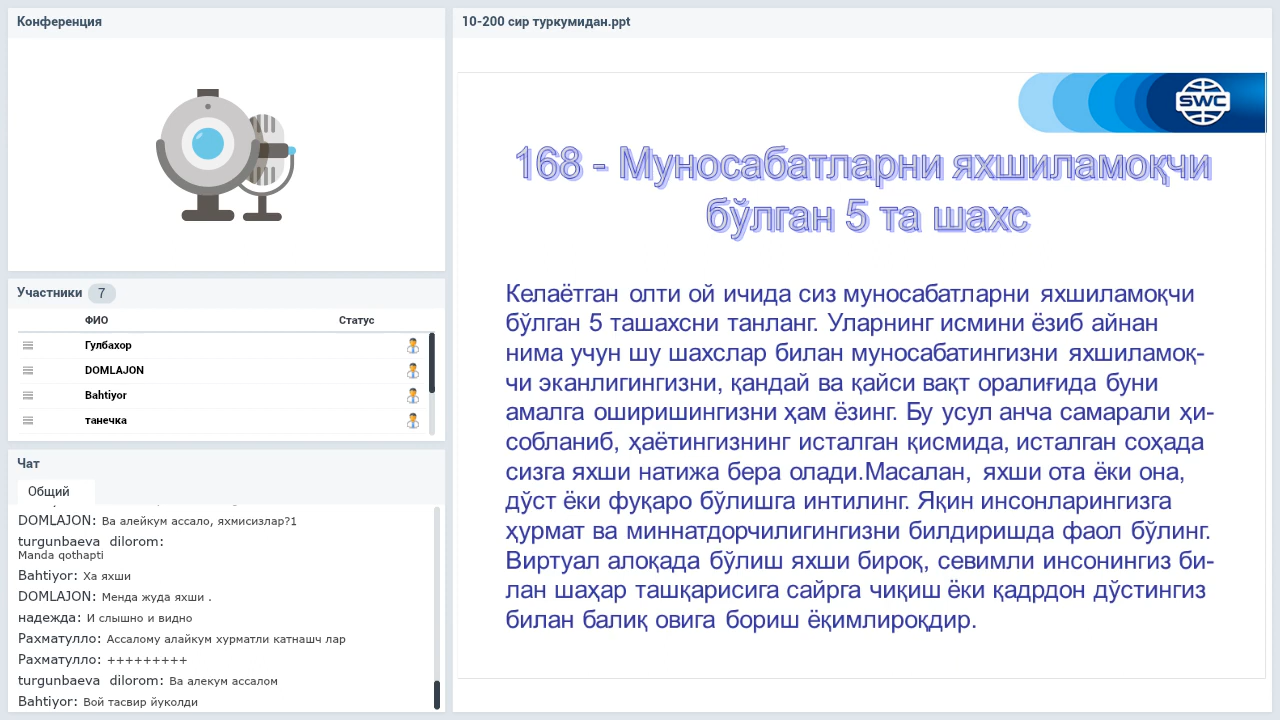 Конференция
Участники 7
ФИО Статус
Гулбахор
DOMLAJON
Bahtiyor
танечка
Чат
Общий
DOMLAJON: Ва алейкум ассало, яхмисизлар?1
turgunbaeva dilorom:
Manda qothapti
Bahtiyor: Ха яхши
DOMLAJON: Менда жуда яхши .
надежда: И слышно и видно
Рахматулло: Ассалому алайкум хурматли катнашч лар
Рахматулло: +++++++++
turgunbaeva dilorom: Ва алекум ассалом
Bahtiyor: Вой тасвир йуколди
10-200 сир туркумидан.ppt
SWC
168 - Муносабатларни яхшиламоқчи
бўлган 5 та шахс
Келаётган олти ой ичида сиз муносабатларни яхшиламоқчи
бўлган 5 ташахсни танланг. Уларнинг исмини ёзиб айнан
нима учун шу шахслар билан муносабатингизни яхшиламоқ-
чи эканлигингизни, қандай ва қайси вақт оралиғида буни
амалга оширишингизни ҳам ёзинг. Бу усул анча самарали ҳи-
собланиб, ҳаётингизнинг исталган қисмида, исталган соҳада
сизга яхши натижа бера олади.Масалан, яхши ота ёки она,
дўст ёки фуқаро бўлишга интилинг. Яқин инсонларингизга
ҳурмат ва миннатдорчилигингизни билдиришда фаол бўлинг.
Виртуал алоқада бўлиш яхши бироқ, севимли инсонингиз би-
лан шаҳар ташқарисига сайрга чиқиш ёки қадрдон дўстингиз
билан балиқ овига бориш ёқимлироқдир.